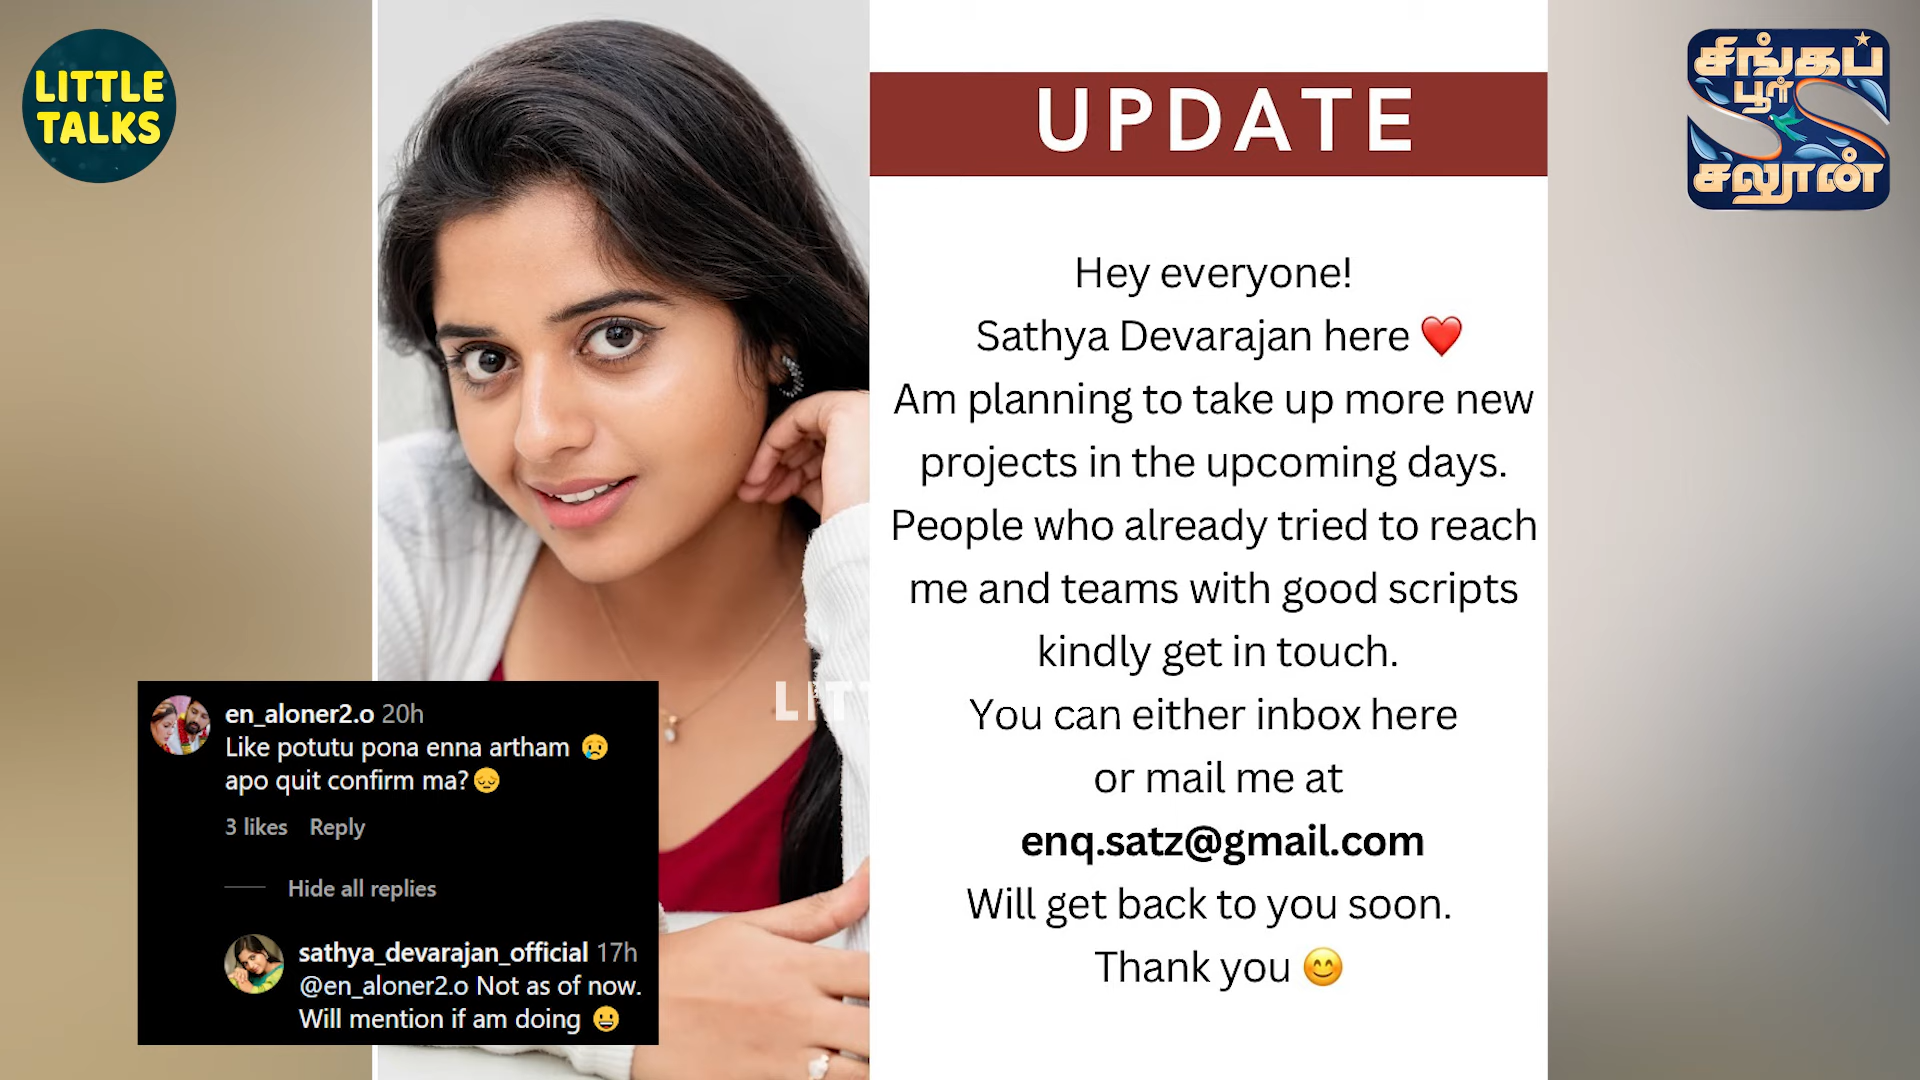 LITTLE
TALKS
சிங்கப்
பூர்
சலூன்
UPDATE
Hey everyone!
Sathya Devarajan here ❤️
Am planning to take up more new
projects in the upcoming days.
People who already tried to reach
me and teams with good scripts
kindly get in touch.
You can either inbox here
or mail me at
enq.satz@gmail.com
Will get back to you soon.
Thank you 😊
LITT
en_aloner2.o 20h
Like potutu pona enna artham 😢
apo quit confirm ma?😔
3 likes Reply
Hide all replies
sathya_devarajan_official 17h
@en_aloner2.o Not as of now.
Will mention if am doing 😀